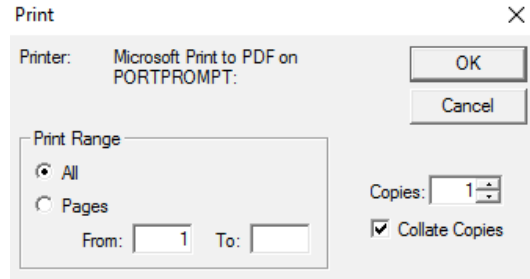 Print
Printer: Microsoft Print to PDF on
PORTPROMPT:
OK
Cancel
Print Range
All
Pages
From: 1 To:
Copies: 1
Collate Copies